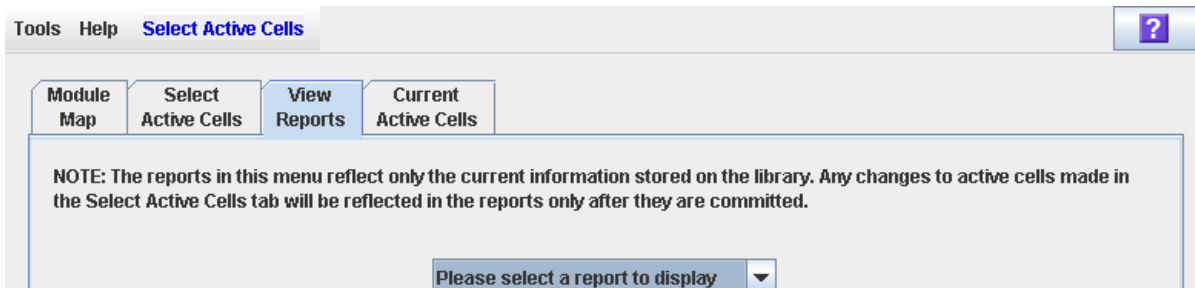 Tools Help Select Active Cells ?
Module Select View Current
Map Active Cells Reports Active Cells
NOTE: The reports in this menu reflect only the current information stored on the library. Any changes to active cells made in
the Select Active Cells tab will be reflected in the reports only after they are committed.
Please select a report to display